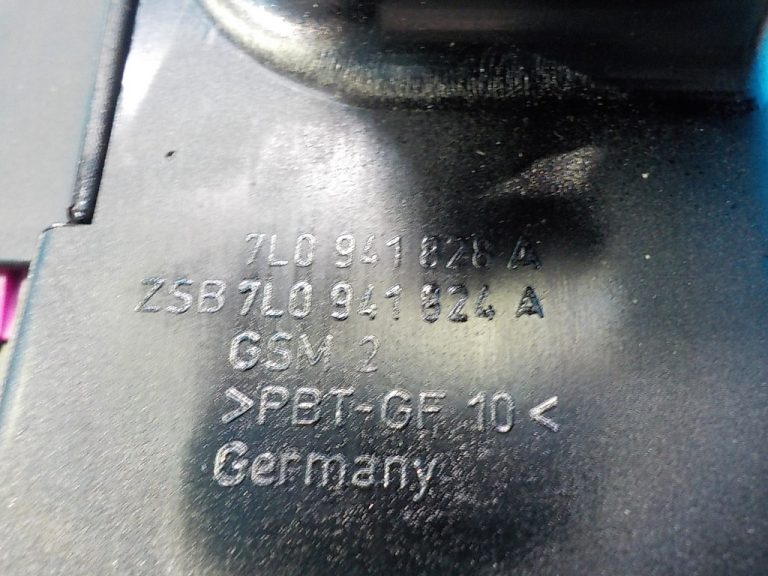 7L0 941 828 A
ZSB 7L0 941 824 A
GSM 2
>PBT-GF 10<
Germany